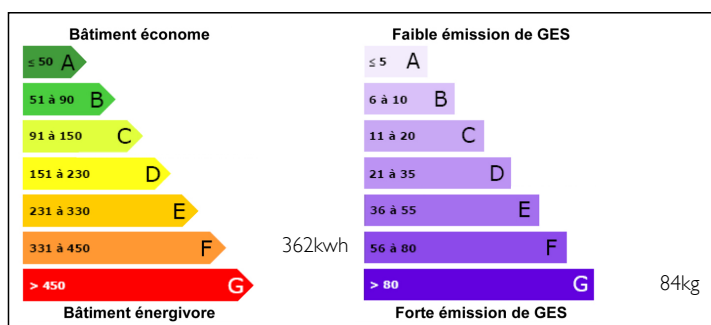 Bâtiment économe
≤ 50 A
51 à 90 B
91 à 150 C
151 à 230 D
231 à 330 E
331 à 450 F
362kwh
> 450 G
Bâtiment énergivore
Faible émission de GES
≤ 5 A
6 à 10 B
11 à 20 C
21 à 35 D
36 à 55 E
56 à 80 F
> 80 G
84kg
Forte émission de GES